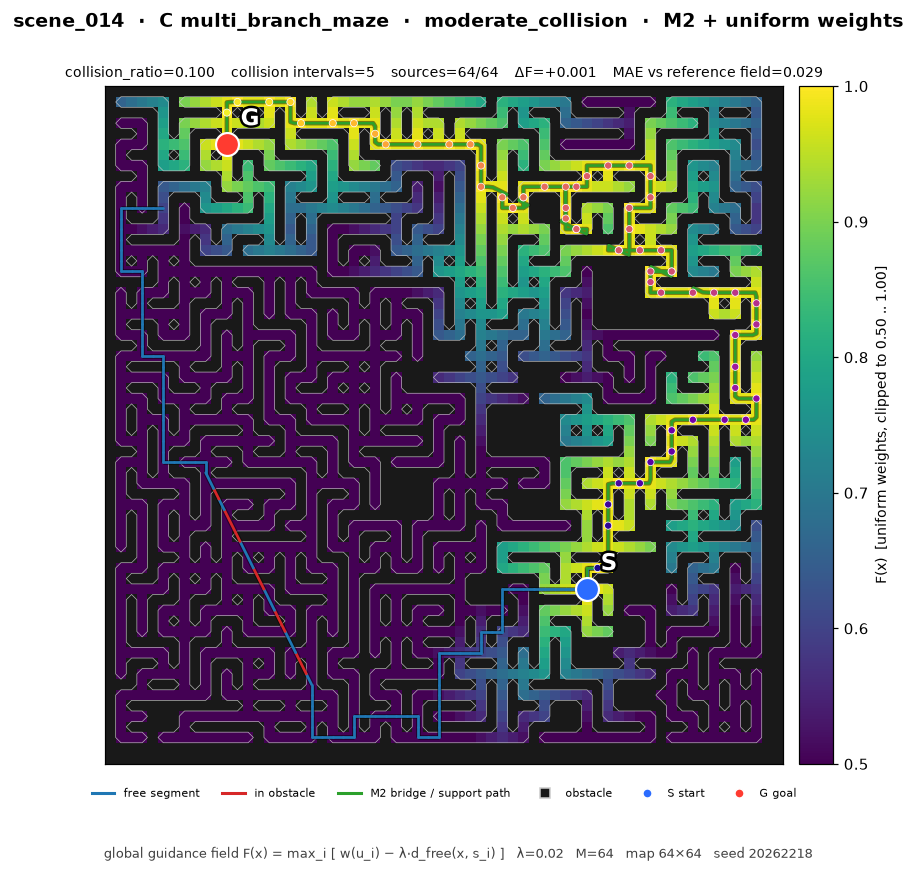 scene_014 · C multi_branch_maze · moderate_collision · M2 + uniform weights
collision_ratio=0.100 collision intervals=5 sources=64/64 ΔF=+0.001 MAE vs reference field=0.029
G
S
1.0
0.9
0.8
0.7
0.6
0.5
F(x) [uniform weights, clipped to 0.50 .. 1.00]
free segment
in obstacle
M2 bridge / support path
obstacle
S start
G goal
global guidance field F(x) = max_i [ w(u_i) − λ·d_free(x, s_i) ] λ=0.02 M=64 map 64×64 seed 20262218